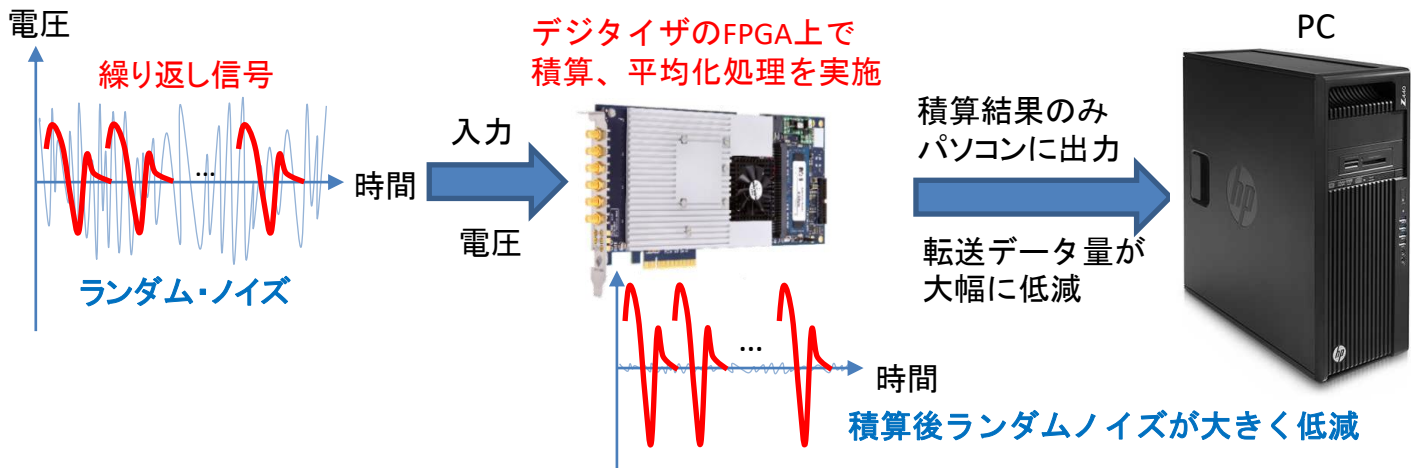 電圧
繰り返し信号
...
時間
ランダム・ノイズ
入力
デジタイザのFPGA上で
積算、平均化処理を実施
電圧
...
時間
積算後ランダムノイズが大きく低減
積算結果のみ
パソコンに出力
転送データ量が
大幅に低減
PC
Z440
hp
hp